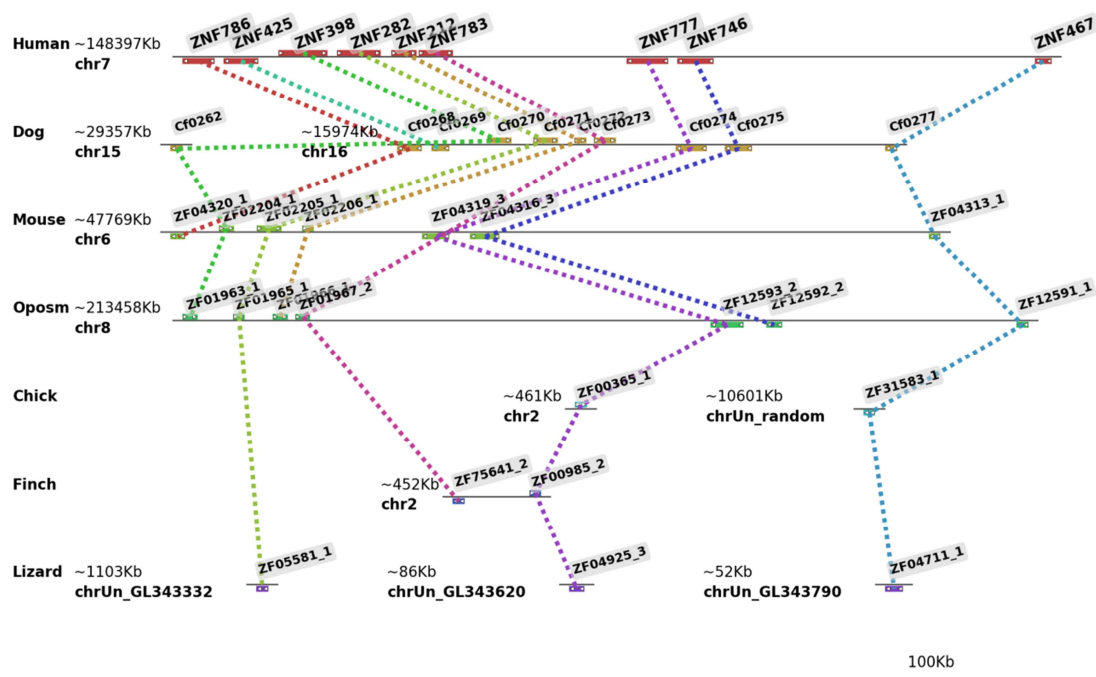 ZNF786 ZNF425 ZNF398 ZNF282 ZNF212 ZNF783 ZNF777 ZNF746 ZNF467
Human ~148397Kb
chr7
Cf0262 Cf0268 Cf0269 Cf0270 Cf0271 Cf0272 Cf0273 Cf0274 Cf0275 Cf0277
Dog ~29357Kb ~15974Kb
chr15 chr16
ZF04320_1 ZF02204_1 ZF02205_1 ZF02206_1 ZF04319_3 ZF04316_3 ZF04313_1
Mouse ~47769Kb
chr6
ZF01963_1 ZF01965_1 ZF01967_2 ZF12593_2 ZF12592_2 ZF12591_1
Oposm ~213458Kb
chr8
ZF00365_1 ZF31583_1
Chick ~461Kb ~10601Kb
chr2 chrUn_random
ZF75641_2 ZF00985_2
Finch ~452Kb
chr2
ZF05581_1 ZF04925_3 ZF04711_1
Lizard ~1103Kb ~86Kb ~52Kb
chrUn_GL343332 chrUn_GL343620 chrUn_GL343790
100Kb